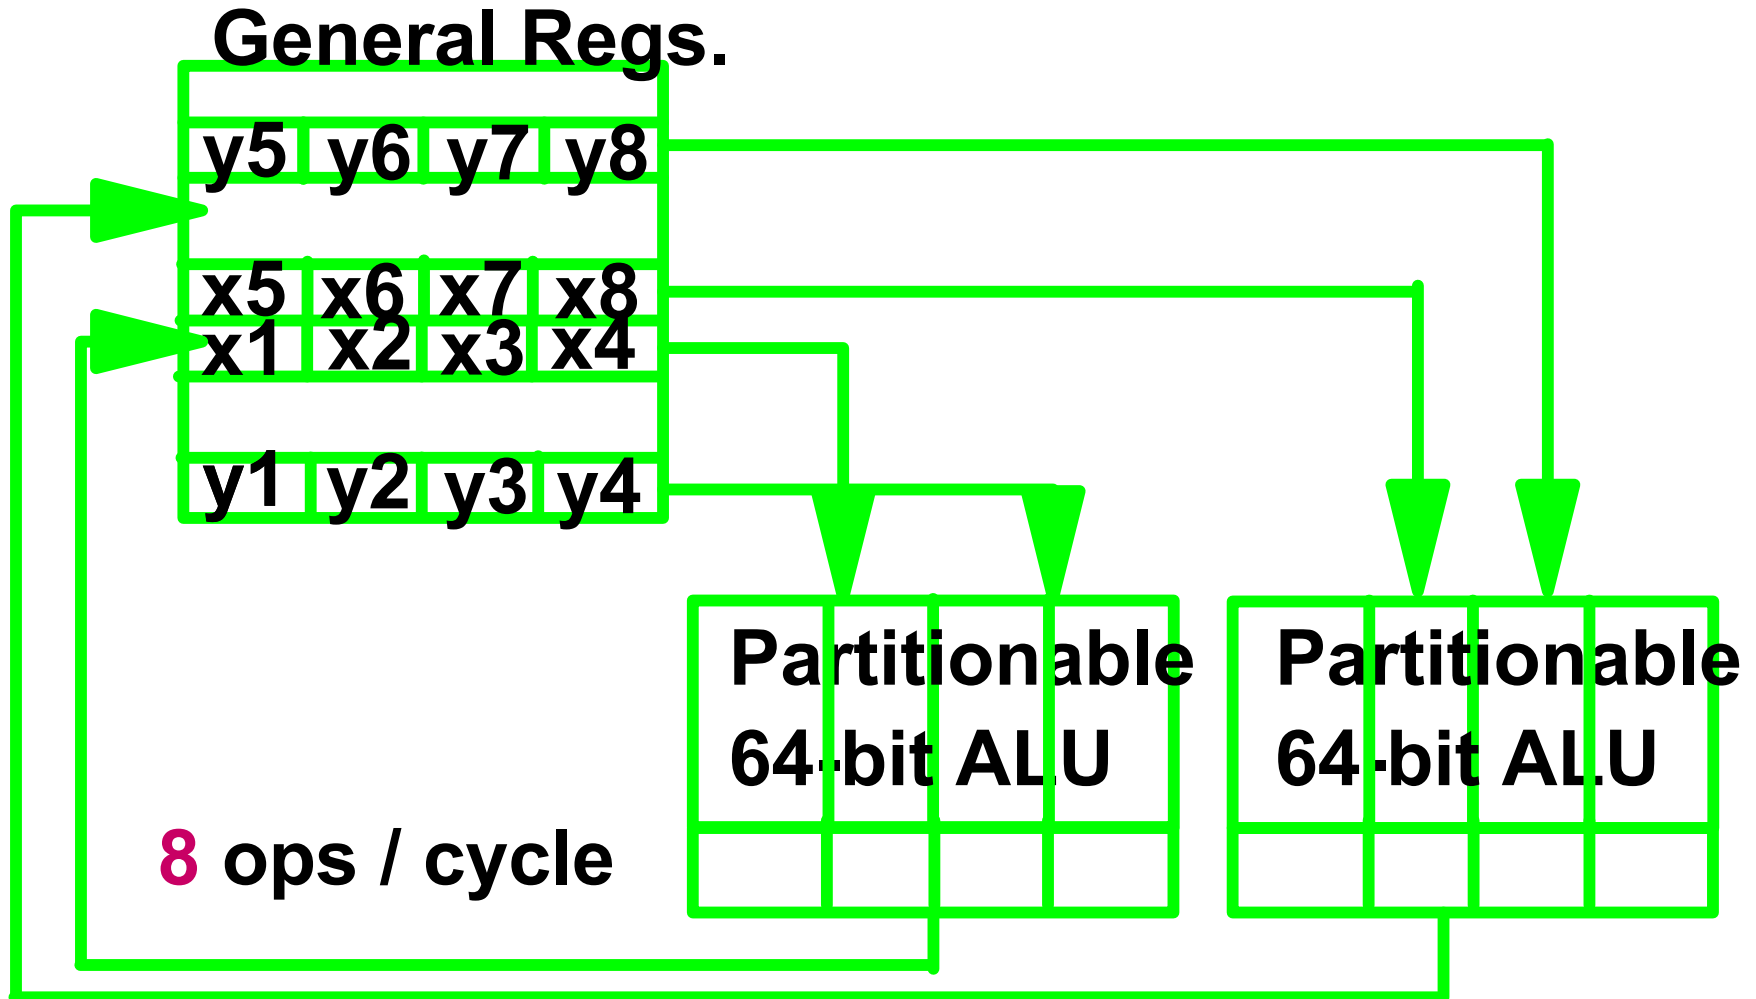 General Regs.
y5 y6 y7 y8
x5 x6 x7 x8
x1 x2 x3 x4
y1 y2 y3 y4
Partitionable
64-bit ALU
Partitionable
64-bit ALU
8 ops / cycle